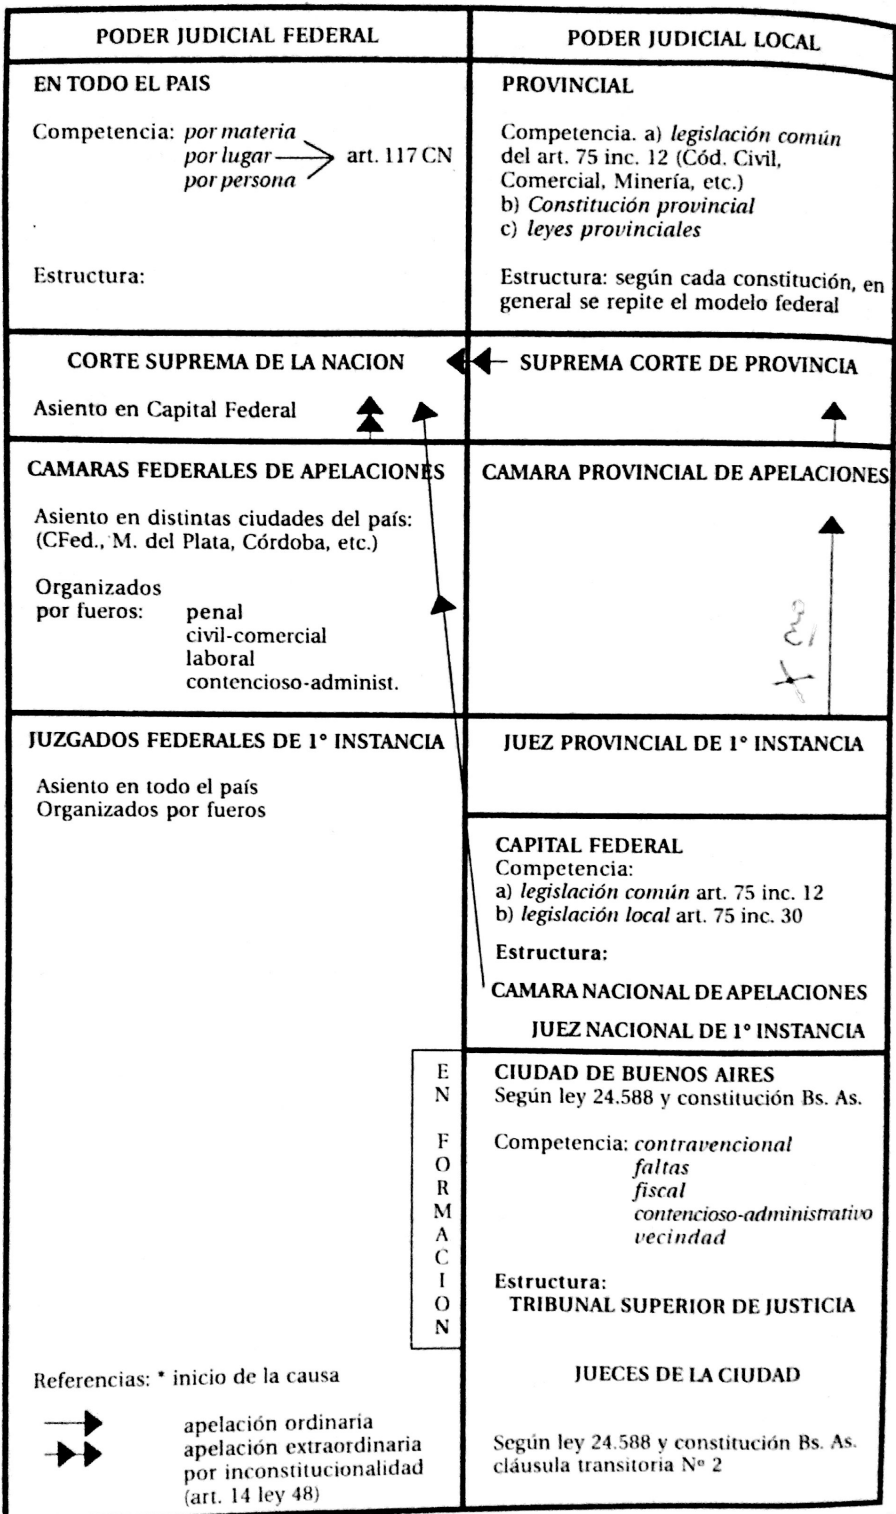 PODER JUDICIAL FEDERAL
EN TODO EL PAIS
Competencia: por materia
por lugar art. 117 CN
por persona
Estructura:
PODER JUDICIAL LOCAL
PROVINCIAL
Competencia. a) legislación común
del art. 75 inc. 12 (Cód. Civil,
Comercial, Minería, etc.)
b) Constitución provincial
c) leyes provinciales
Estructura: según cada constitución, en
general se repite el modelo federal
CORTE SUPREMA DE LA NACION
Asiento en Capital Federal
SUPREMA CORTE DE PROVINCIA
CAMARAS FEDERALES DE APELACIONES
Asiento en distintas ciudades del país:
(CFed., M. del Plata, Córdoba, etc.)
Organizados
por fueros: penal
civil-comercial
laboral
contencioso-administ.
CAMARA PROVINCIAL DE APELACIONES
JUZGADOS FEDERALES DE 1° INSTANCIA
Asiento en todo el país
Organizados por fueros
JUEZ PROVINCIAL DE 1° INSTANCIA
CAPITAL FEDERAL
Competencia:
a) legislación común art. 75 inc. 12
b) legislación local art. 75 inc. 30
Estructura:
CAMARA NACIONAL DE APELACIONES
JUEZ NACIONAL DE 1° INSTANCIA
EN FORMACION
CIUDAD DE BUENOS AIRES
Según ley 24.588 y constitución Bs. As.
Competencia: contravencional
faltas
fiscal
contencioso-administrativo
vecindad
Estructura:
TRIBUNAL SUPERIOR DE JUSTICIA
JUECES DE LA CIUDAD
Según ley 24.588 y constitución Bs. As.
cláusula transitoria Nº 2
Referencias: * inicio de la causa
apelación ordinaria
apelación extraordinaria
por inconstitucionalidad
(art. 14 ley 48)